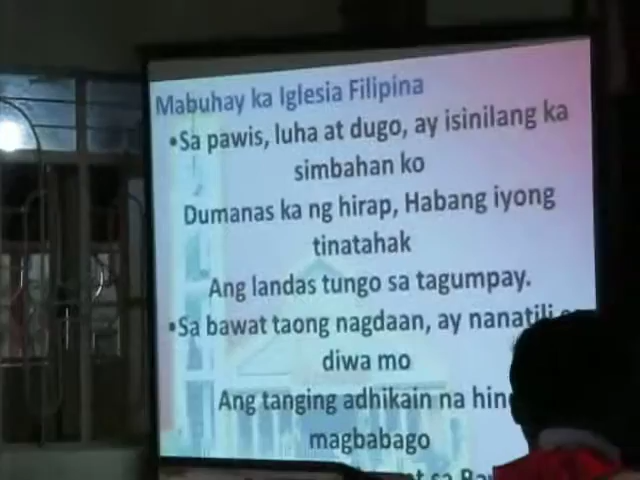 Mabuhay ka Iglesia Filipina
•Sa pawis, luha at dugo, ay isinilang ka
simbahan ko
Dumanas ka ng hirap, Habang iyong
tinatahak
Ang landas tungo sa tagumpay.
•Sa bawat taong nagdaan, ay nanatili
diwa mo
Ang tanging adhikain na
magbabago
sa